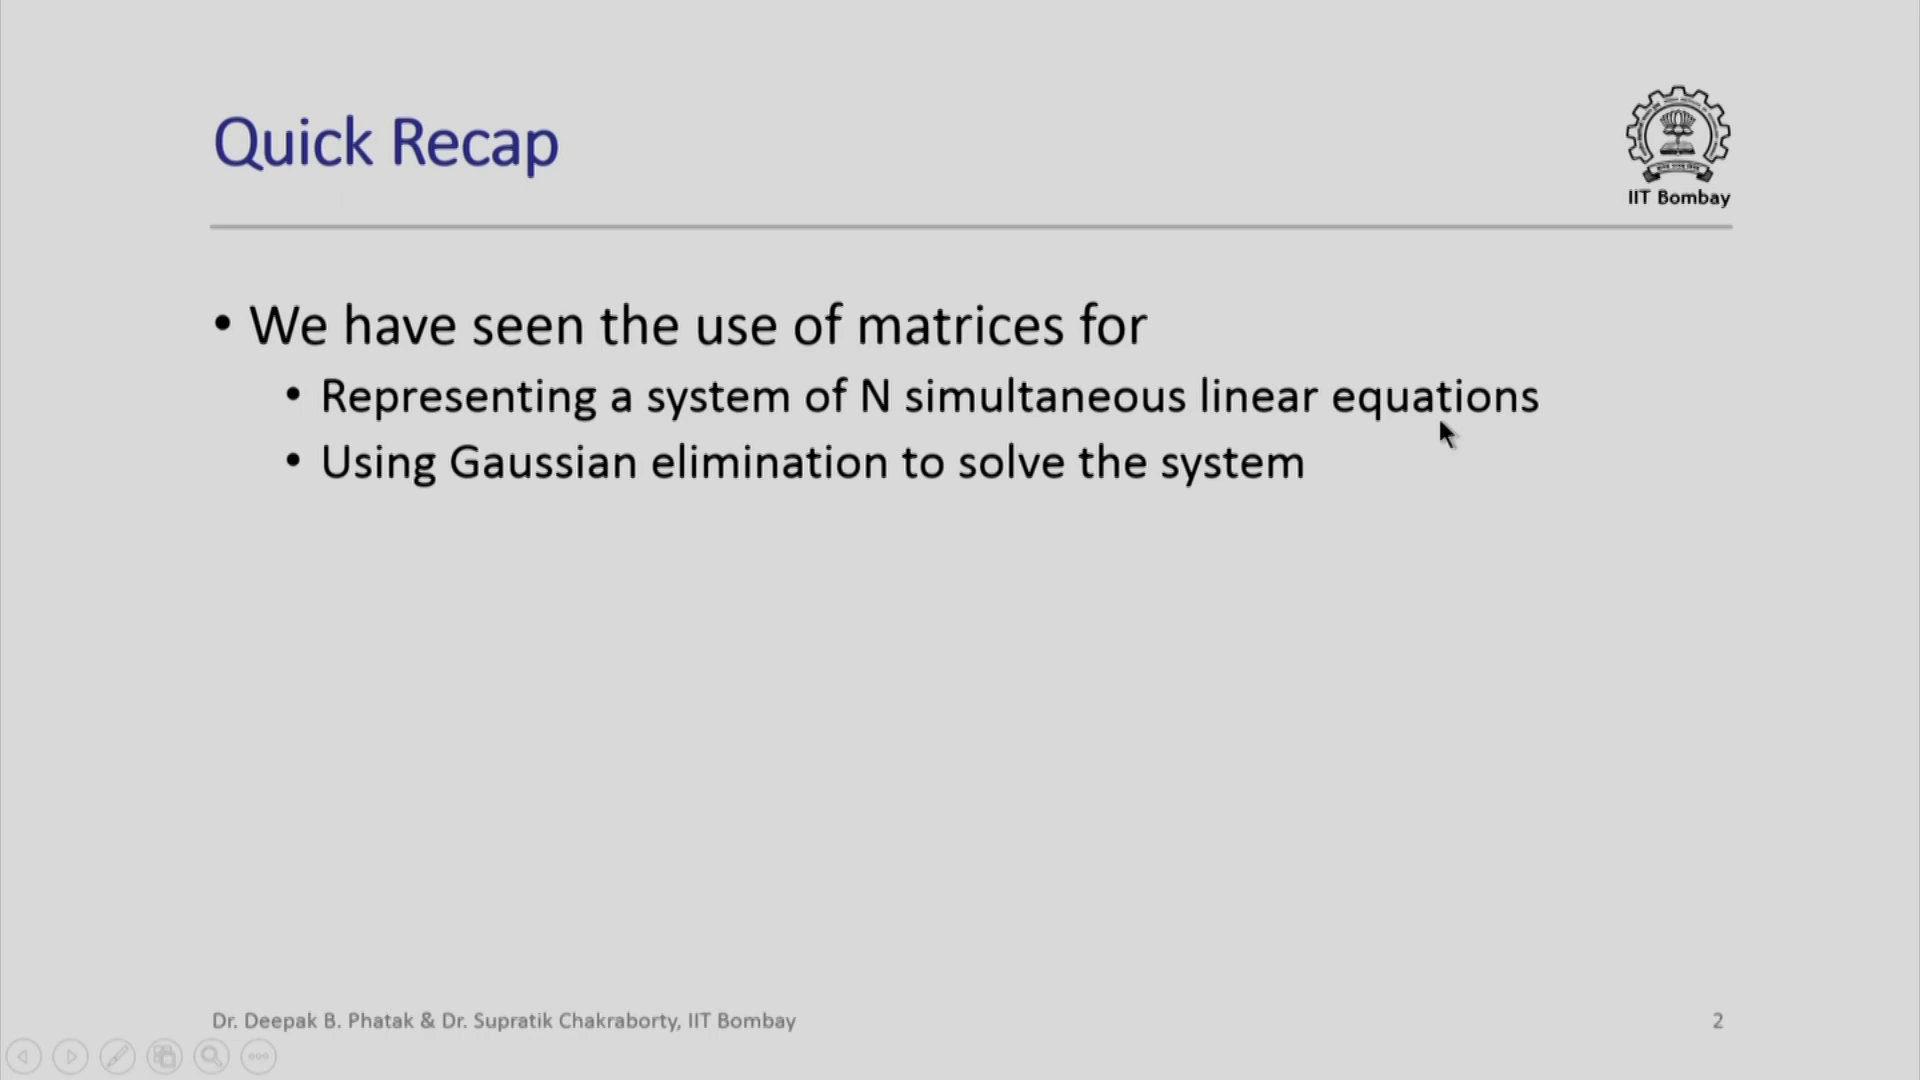 Quick Recap
IIT Bombay
• We have seen the use of matrices for
• Representing a system of N simultaneous linear equations
• Using Gaussian elimination to solve the system
Dr. Deepak B. Phatak & Dr. Supratik Chakraborty, IIT Bombay
2